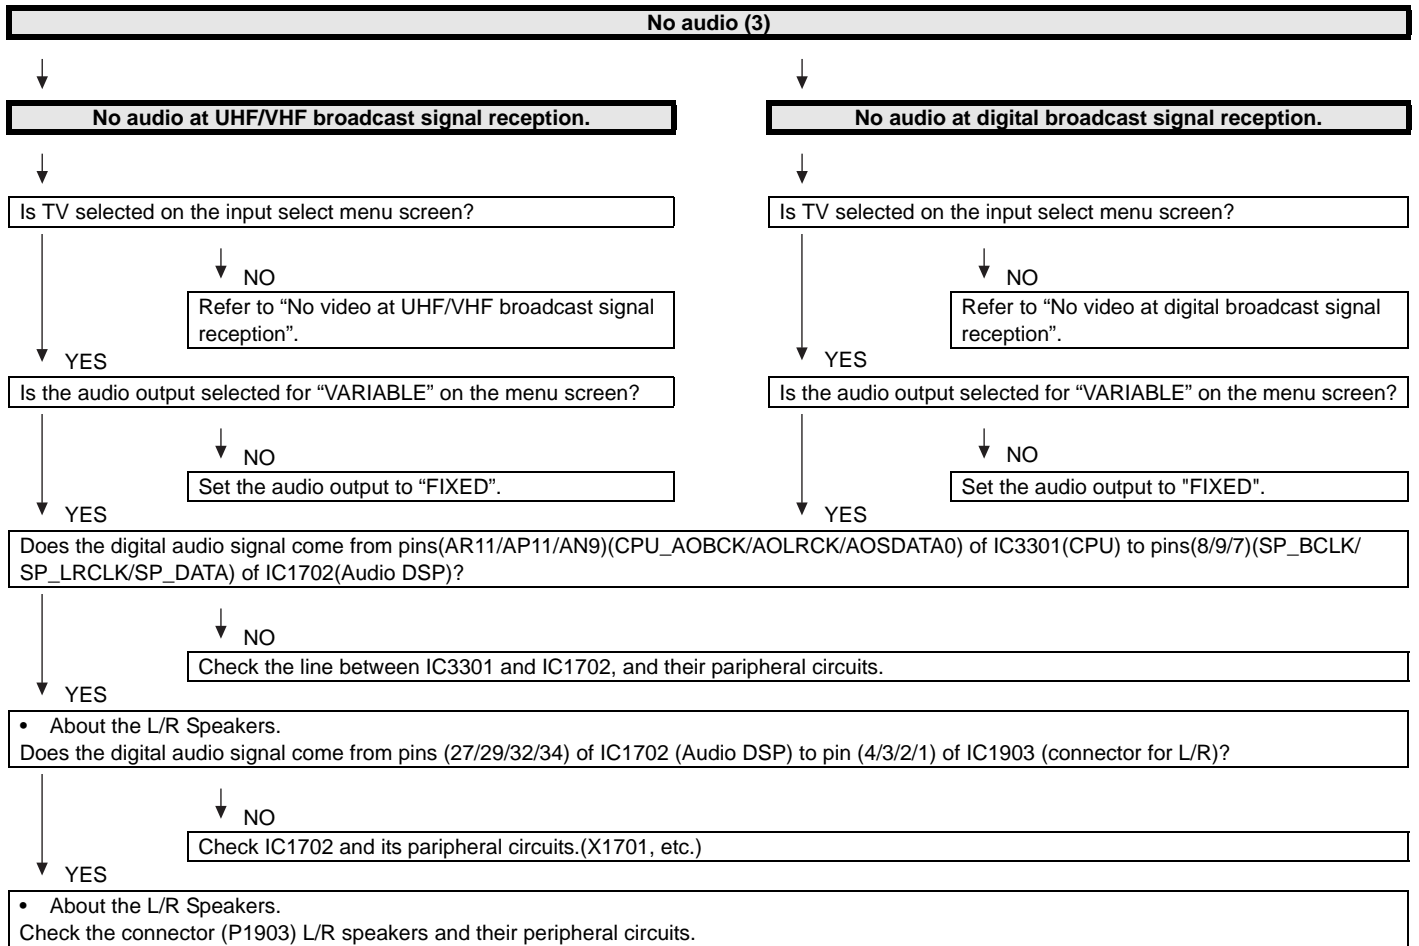 No audio (3)
No audio at UHF/VHF broadcast signal reception.
No audio at digital broadcast signal reception.
Is TV selected on the input select menu screen?
Is TV selected on the input select menu screen?
NO
NO
Refer to “No video at UHF/VHF broadcast signal
reception”.
Refer to “No video at digital broadcast signal
reception”.
YES
YES
Is the audio output selected for “VARIABLE” on the menu screen?
Is the audio output selected for “VARIABLE” on the menu screen?
NO
NO
Set the audio output to “FIXED”.
Set the audio output to "FIXED".
YES
YES
Does the digital audio signal come from pins(AR11/AP11/AN9)(CPU_AOBCK/AOLRCK/AOSDATA0) of IC3301(CPU) to pins(8/9/7)(SP_BCLK/
SP_LRCLK/SP_DATA) of IC1702(Audio DSP)?
NO
Check the line between IC3301 and IC1702, and their paripheral circuits.
YES
• About the L/R Speakers.
Does the digital audio signal come from pins (27/29/32/34) of IC1702 (Audio DSP) to pin (4/3/2/1) of IC1903 (connector for L/R)?
NO
Check IC1702 and its paripheral circuits.(X1701, etc.)
YES
• About the L/R Speakers.
Check the connector (P1903) L/R speakers and their peripheral circuits.